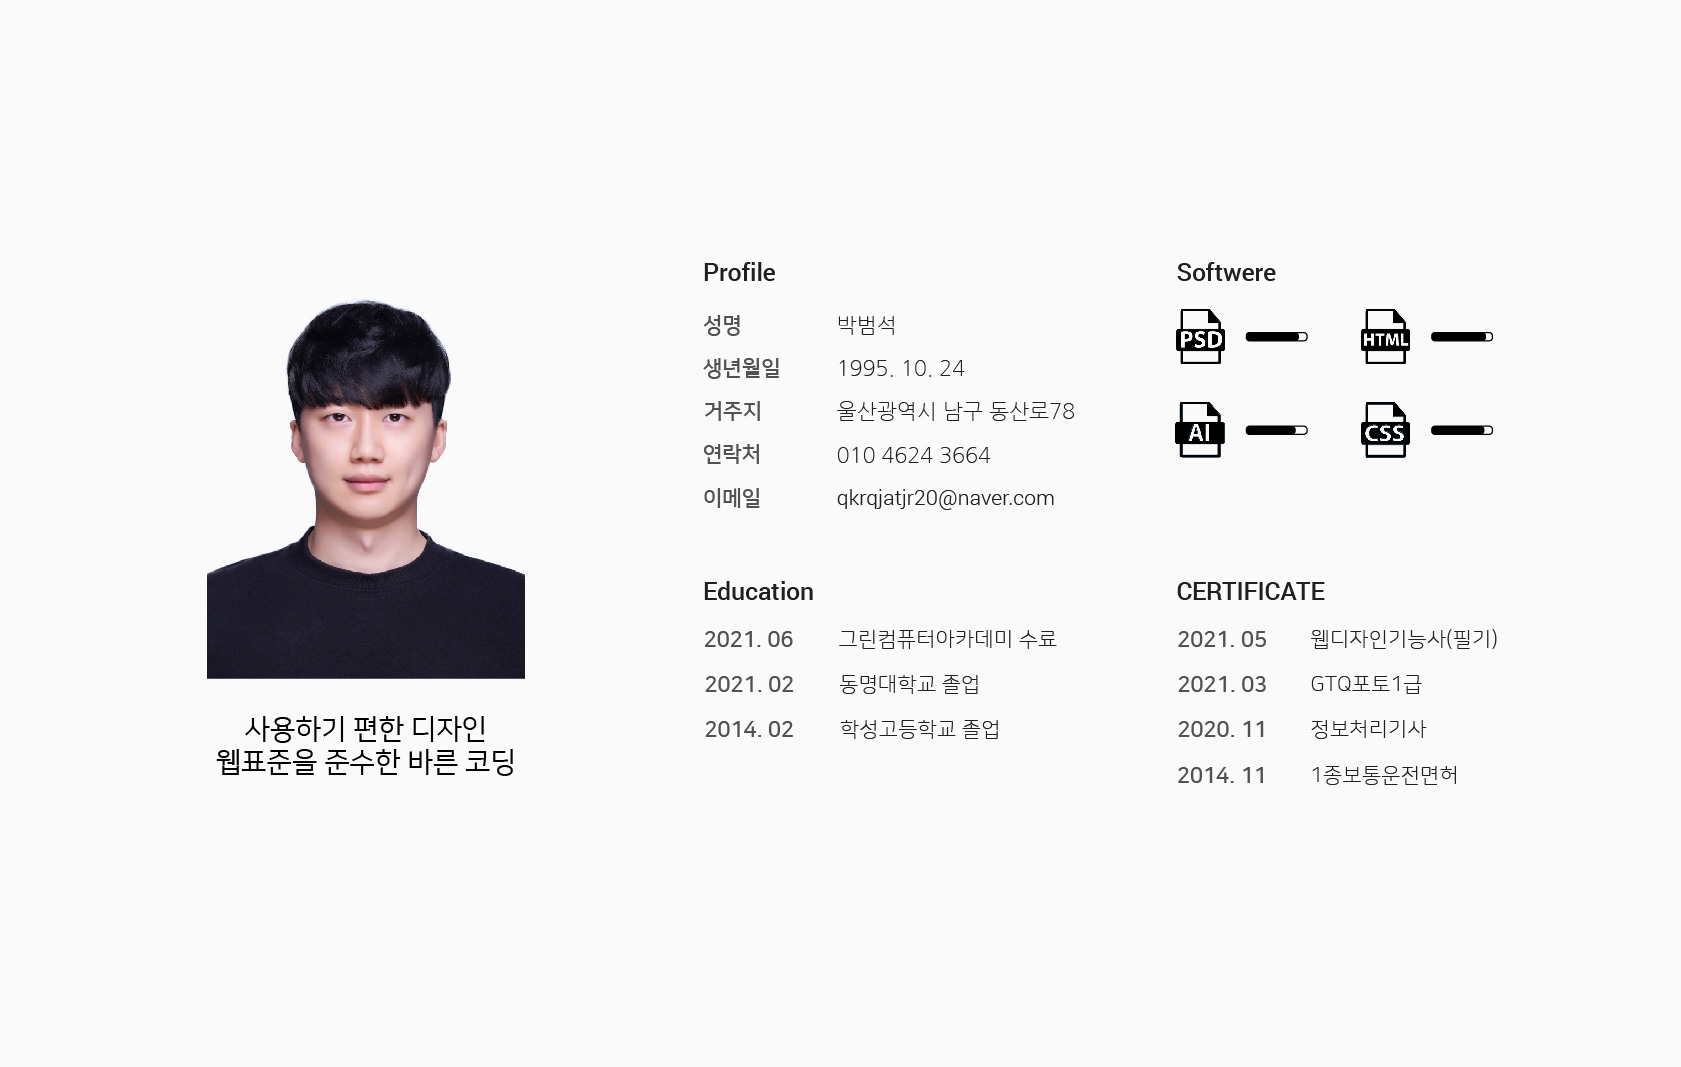 Profile
성명 박범석
생년월일 1995. 10. 24
거주지 울산광역시 남구 동산로78
연락처 010 4624 3664
이메일 qkrqjatjr20@naver.com
Softwere
PSD HTML
AI CSS
Education
2021. 06 그린컴퓨터아카데미 수료
2021. 02 동명대학교 졸업
2014. 02 학성고등학교 졸업
CERTIFICATE
2021. 05 웹디자인기능사(필기)
2021. 03 GTQ포토1급
2020. 11 정보처리기사
2014. 11 1종보통운전면허
사용하기 편한 디자인
웹표준을 준수한 바른 코딩